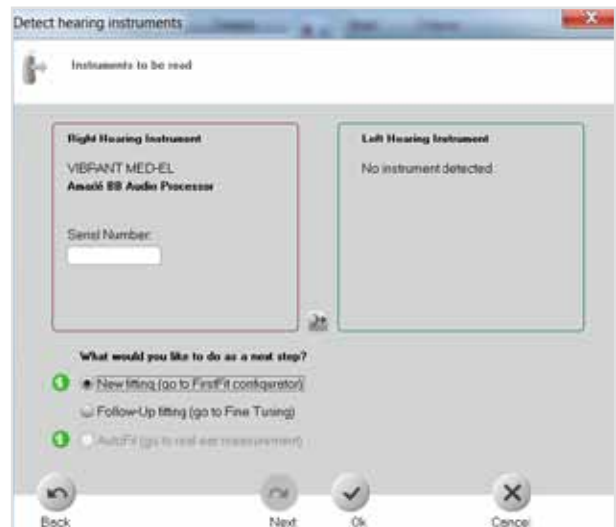 Detect hearing instruments
Instruments to be read
Right Hearing Instrument
VIBRANT MED-EL
Amadé BB Audio Processor
Serial Number:
Left Hearing Instrument
No instrument detected
What would you like to do as a next step?
New fitting (go to FirstFit configurator)
Follow-Up fitting (go to Fine Tuning)
AutoFit (go to real ear measurement)
Back
Next
Ok
Cancel